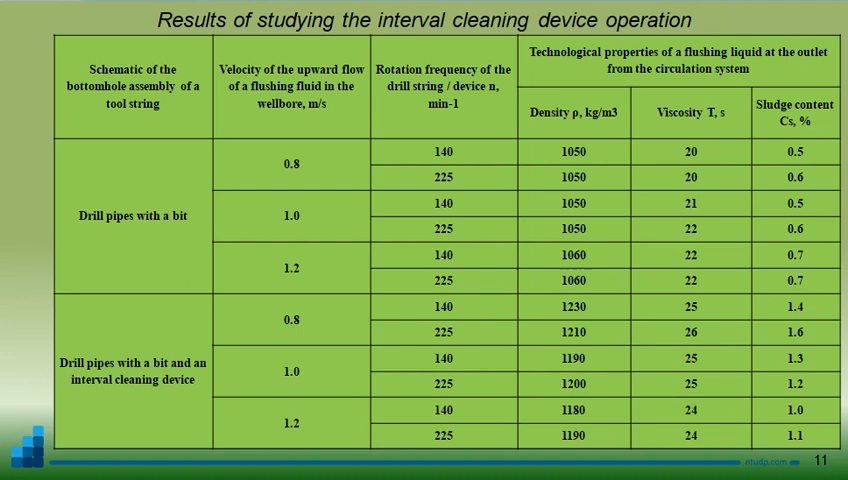 Results of studying the interval cleaning device operation
Schematic of the
bottomhole assembly of a
tool string
Velocity of the upward flow
of a flushing fluid in the
wellbore, m/s
Rotation frequency of the
drill string / device n,
min-1
Technological properties of a flushing liquid at the outlet
from the circulation system
Density ρ, kg/m3
Viscosity T, s
Sludge content
Cs, %
Drill pipes with a bit
0.8
140 1050 20 0.5
225 1050 20 0.6
1.0
140 1050 21 0.5
225 1050 22 0.6
1.2
140 1060 22 0.7
225 1060 22 0.7
Drill pipes with a bit and an
interval cleaning device
0.8
140 1230 25 1.4
225 1210 26 1.6
1.0
140 1190 25 1.3
225 1200 25 1.2
1.2
140 1180 24 1.0
225 1190 24 1.1
ntudp.com
11